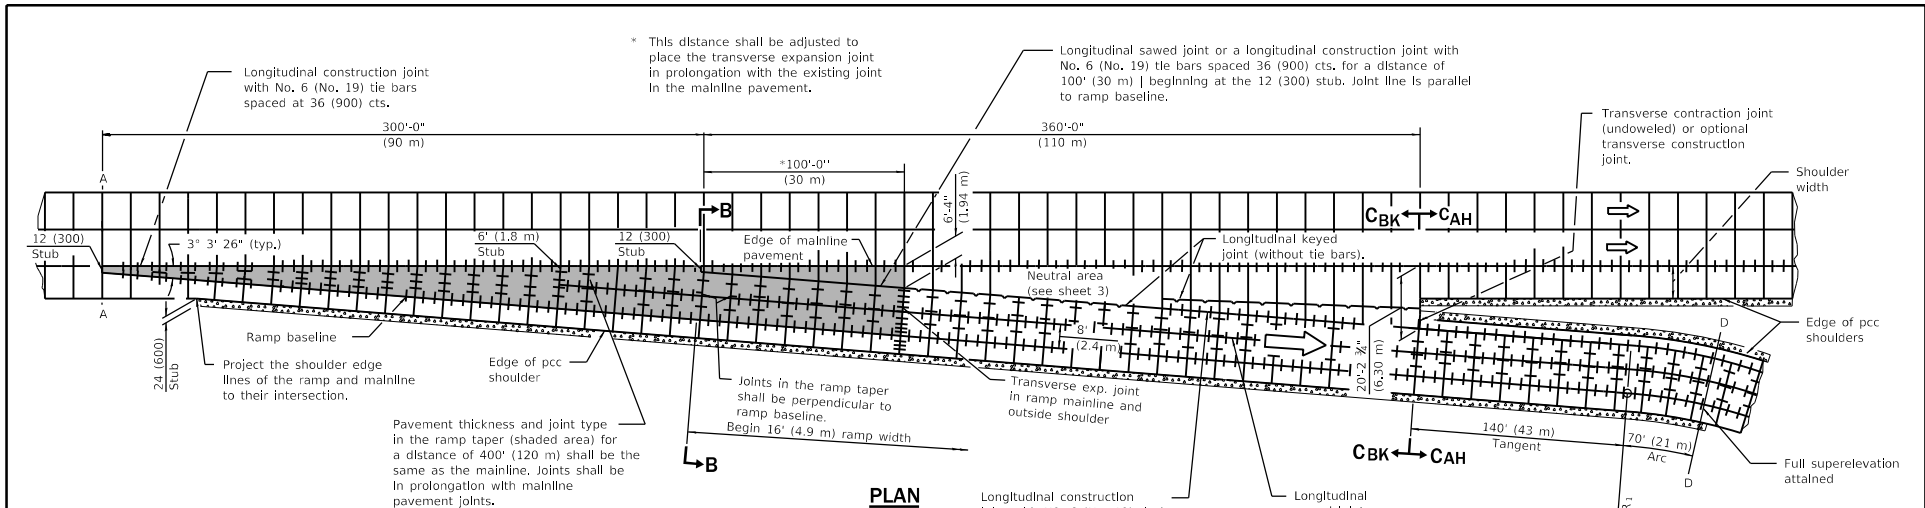 * This distance shall be adjusted to
place the transverse expansion joint
in prolongation with the existing joint
in the mainline pavement.
Longitudinal construction joint
with No. 6 (No. 19) tie bars
spaced at 36 (900) cts.
Longitudinal sawed joint or a longitudinal construction joint with
No. 6 (No. 19) tie bars spaced 36 (900) cts. for a distance of
100' (30 m) | beginning at the 12 (300) stub. Joint line is parallel
to ramp baseline.
Transverse contraction joint
(undoweled) or optional
transverse construction
joint.
300'-0"
(90 m)
360'-0"
(110 m)
*100'-0"
(30 m)
Shoulder
width
A
B
6'-4"
(1.94 m)
CBK
CAH
12 (300)
Stub
3° 3' 26" (typ.)
6' (1.8 m)
Stub
12 (300)
Stub
Edge of mainline
pavement
Longitudinal keyed
joint (without tie bars).
Neutral area
(see sheet 3)
A
Ramp baseline
24 (600)
Stub
Project the shoulder edge
lines of the ramp and mainline
to their intersection.
Edge of pcc
shoulder
8'
(2.4 m)
20'-2 ¾"
(6.30 m)
D
Edge of pcc
shoulders
Joints in the ramp taper
shall be perpendicular to
ramp baseline.
Transverse exp. joint
in ramp mainline and
outside shoulder
Begin 16' (4.9 m) ramp width
Pavement thickness and joint type
in the ramp taper (shaded area) for
a distance of 400' (120 m) shall be the
same as the mainline. Joints shall be
in prolongation with mainline
pavement joints.
B
140' (43 m)
Tangent
70' (21 m)
Arc
CBK
CAH
D
Full superelevation
attained
PLAN
Longitudinal construction
Longitudinal
R1